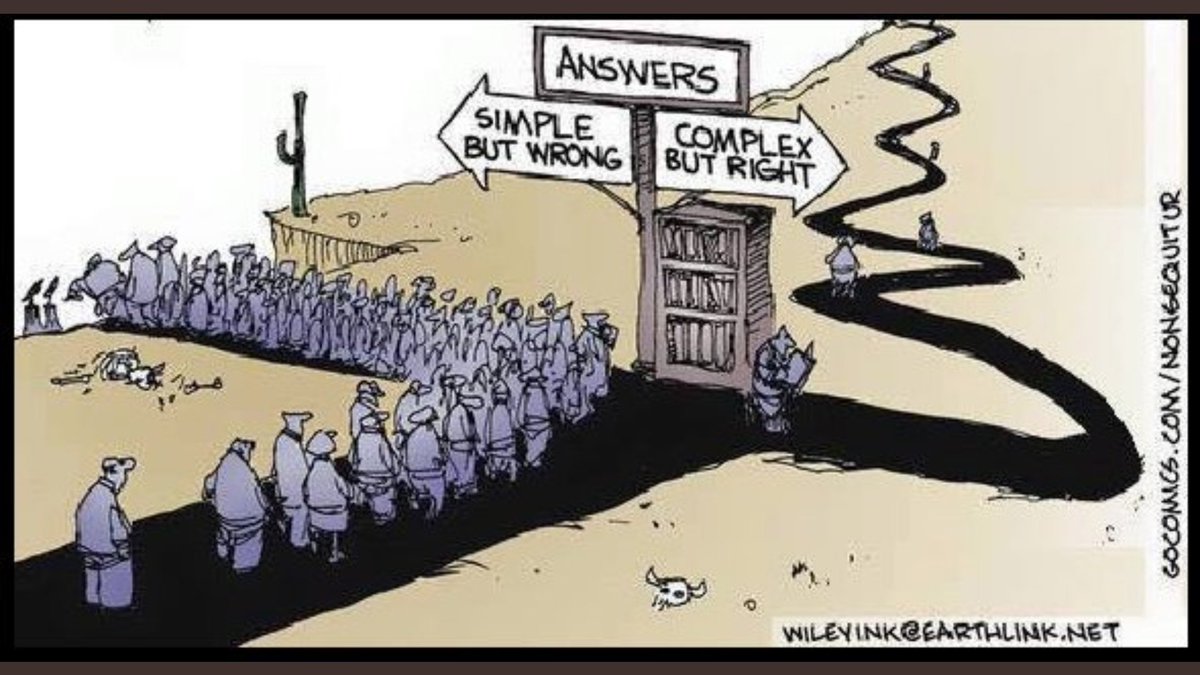 ANSWERS
SIMPLE
BUT WRONG
COMPLEX
BUT RIGHT
GOCOMICS.COM/NONSEQUITUR
WILEYINK@EARTHLINK.NET